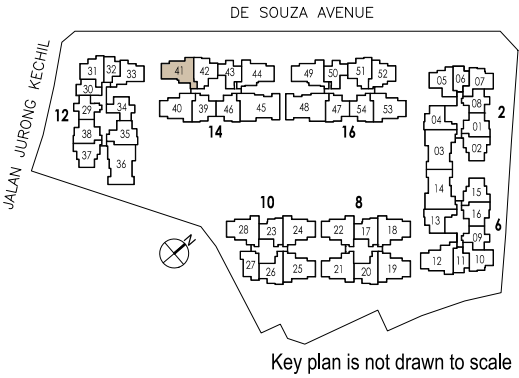 DE SOUZA AVENUE
JALAN JURONG KECHIL
31 32 33
30
29 34
12
38 35
37 36
41 42 43 44
40 39 46 45
14
49 50 51 52
48 47 54 53
16
05 06 07
08
04 01
2
03 02
14 15
13 16
6
09
12 11 10
10
28 23 24
27 26 25
8
22 17 18
21 20 19
N
Key plan is not drawn to scale